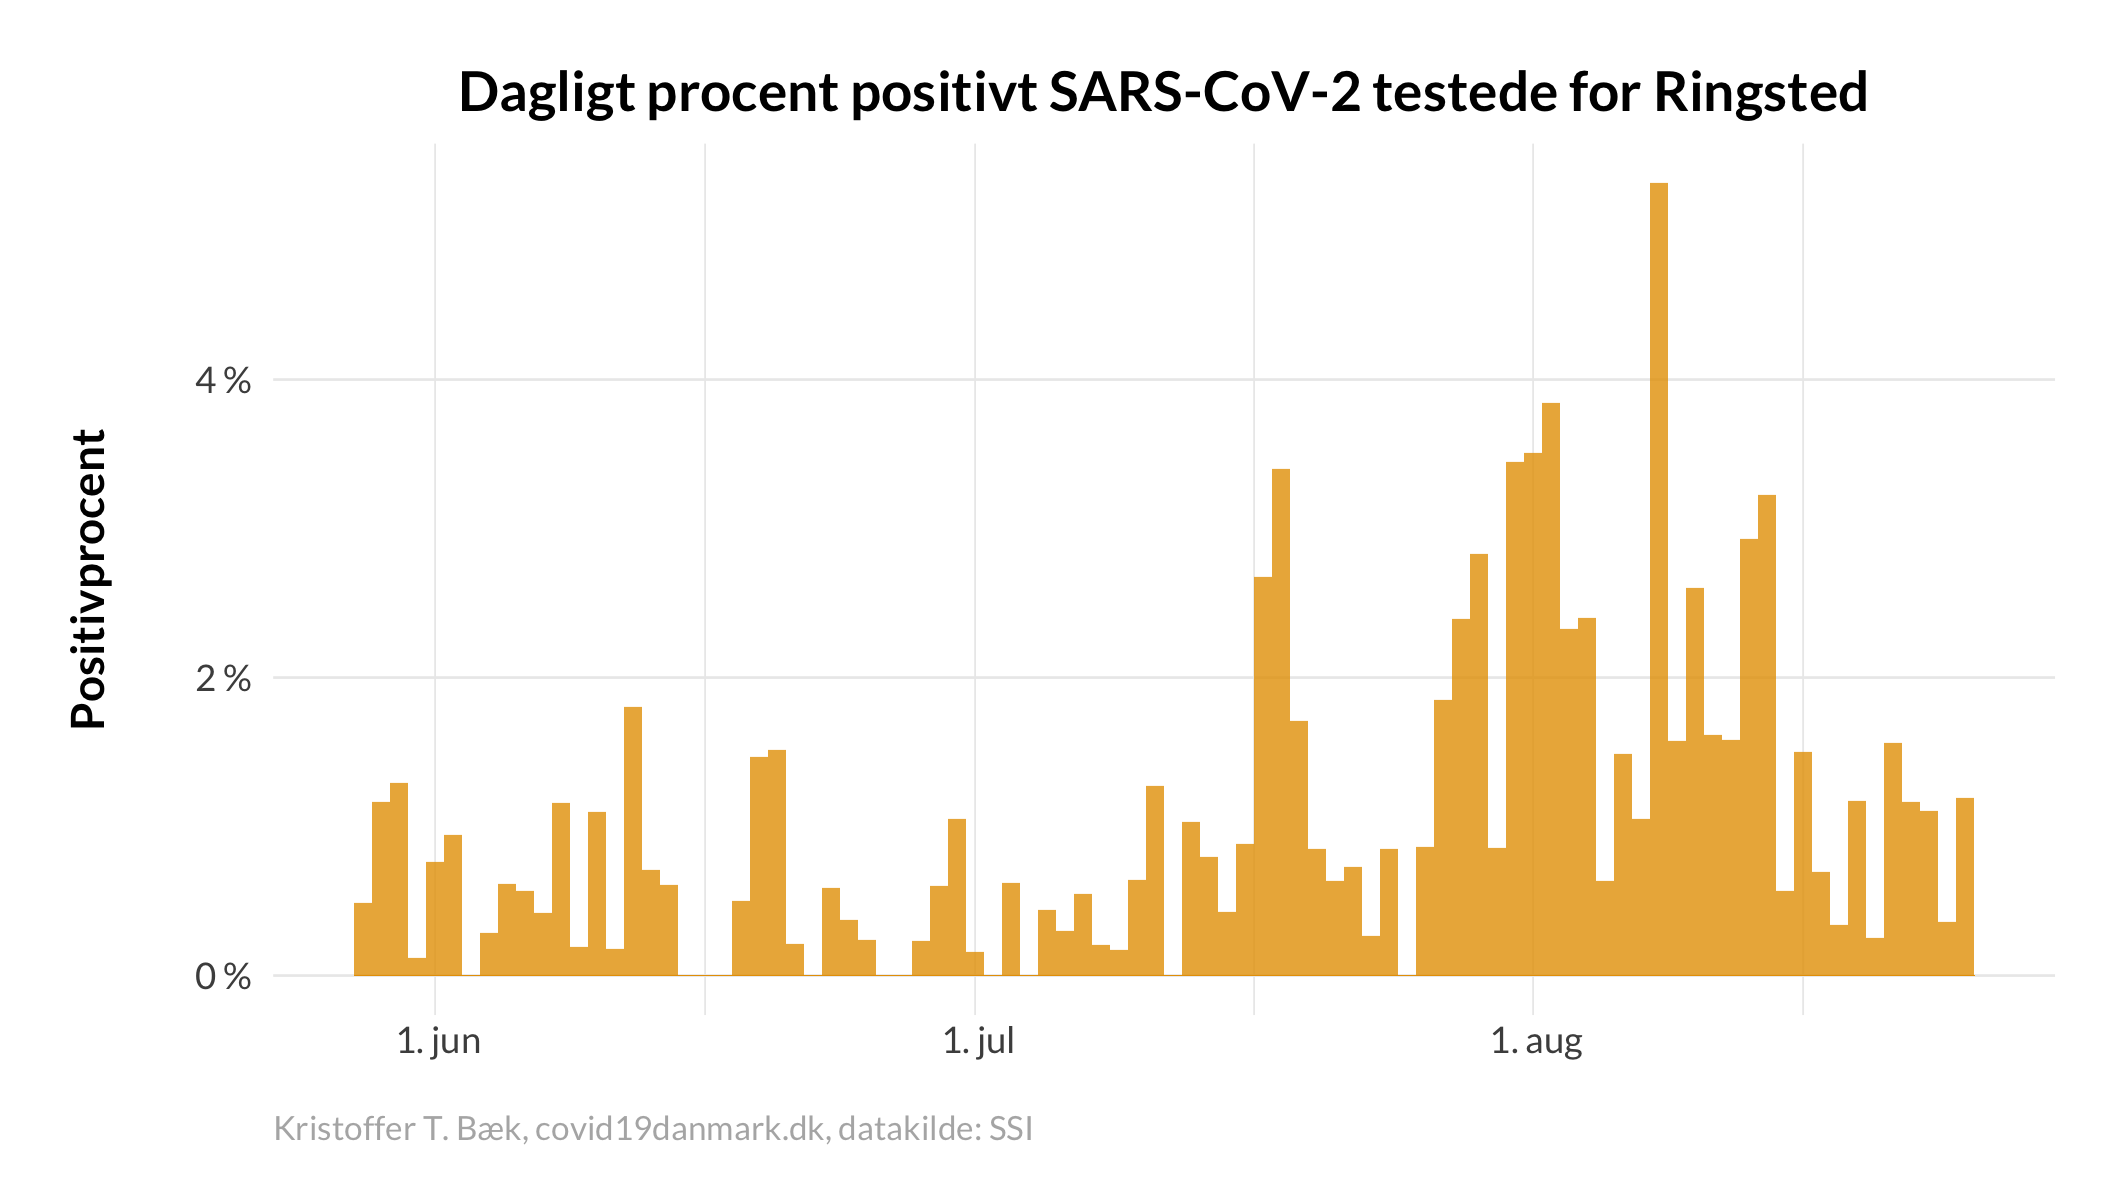 Dagligt procent positivt SARS-CoV-2 testede for Ringsted
Positivprocent
4 %
2 %
0 %
1. jun
1. jul
1. aug
Kristoffer T. Bæk, covid19danmark.dk, datakilde: SSI